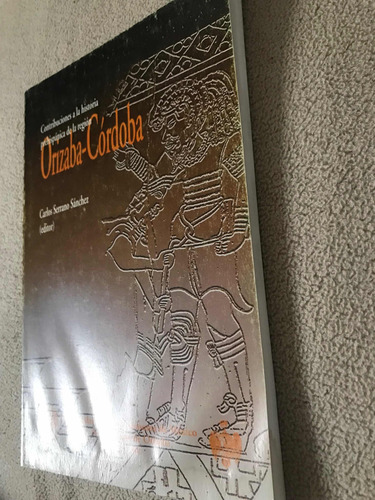 Contribuciones a la historia
prehispánica de la región
Orizaba-Córdoba
Carlos Serrano Sánchez
(editor)